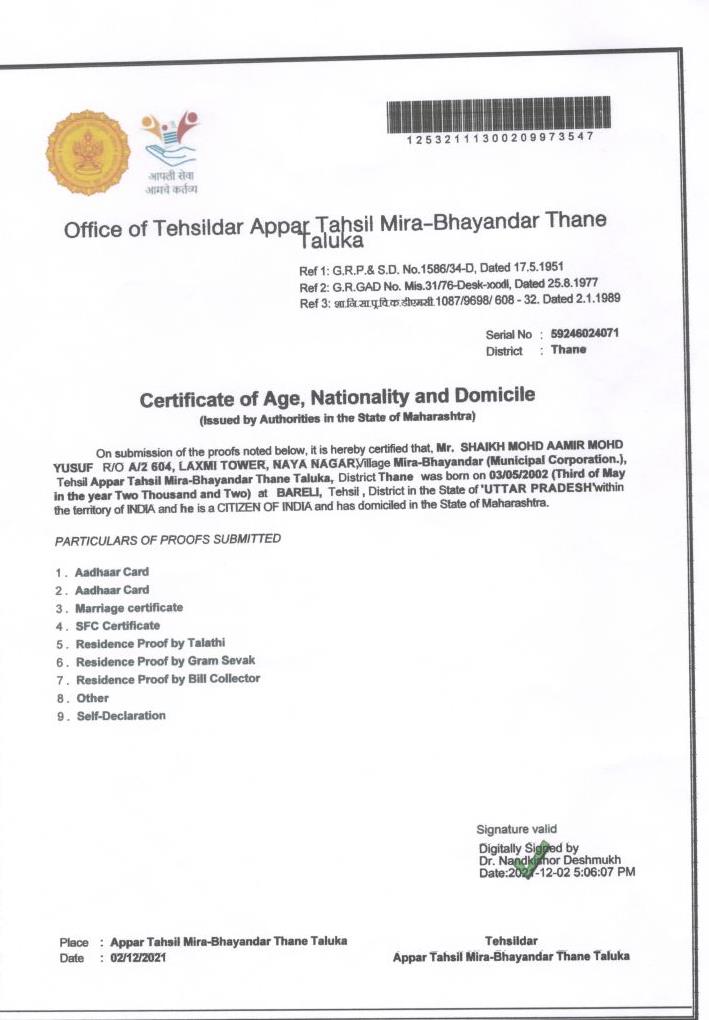 12532111300209973547
आपली सेवा
आमचे कर्तव्य
Office of Tehsildar Appar Tahsil Mira-Bhayandar Thane
Taluka
Ref 1: G.R.P.& S.D. No.1586/34-D, Dated 17.5.1951
Ref 2: G.R.GAD No. Mis.31/76-Desk-xxxii, Dated 25.8.1977
Ref 3: 1087/9698/ 608 - 32. Dated 2.1.1989
Serial No : 59246024071
District : Thane
Certificate of Age, Nationality and Domicile
(Issued by Authorities in the State of Maharashtra)
On submission of the proofs noted below, it is hereby certified that, Mr. SHAIKH MOHD AAMIR MOHD
YUSUF R/O A/2 604, LAXMI TOWER, NAYA NAGAR,Village Mira-Bhayandar (Municipal Corporation.),
Tehsil Appar Tahsil Mira-Bhayandar Thane Taluka, District Thane was born on 03/05/2002 (Third of May
in the year Two Thousand and Two) at BARELI, Tehsil , District in the State of 'UTTAR PRADESH'within
the territory of INDIA and he is a CITIZEN OF INDIA and has domiciled in the State of Maharashtra.
PARTICULARS OF PROOFS SUBMITTED
1 . Aadhaar Card
2 . Aadhaar Card
3 . Marriage certificate
4 . SFC Certificate
5 . Residence Proof by Talathi
6 . Residence Proof by Gram Sevak
7 . Residence Proof by Bill Collector
8 . Other
9 . Self-Declaration
Signature valid
Digitally Signed by
Dr. Nandkishor Deshmukh
Date:2021-12-02 5:06:07 PM
Place : Appar Tahsil Mira-Bhayandar Thane Taluka
Date : 02/12/2021
Tehsildar
Appar Tahsil Mira-Bhayandar Thane Taluka